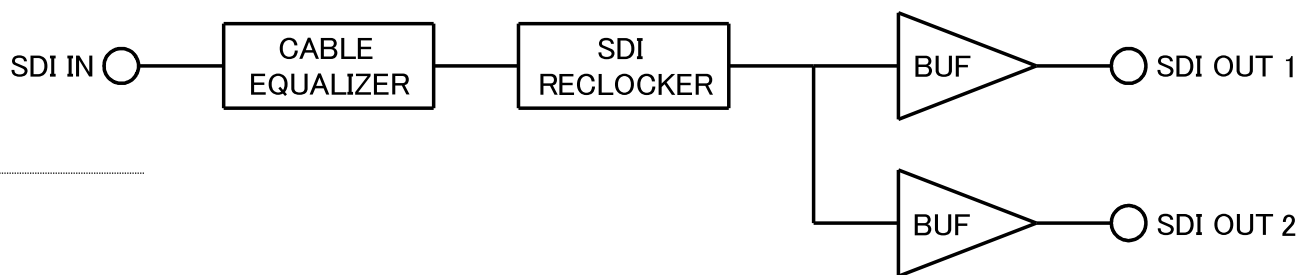 SDI IN
CABLE
EQUALIZER
SDI
RECLOCKER
BUF
SDI OUT 1
BUF
SDI OUT 2